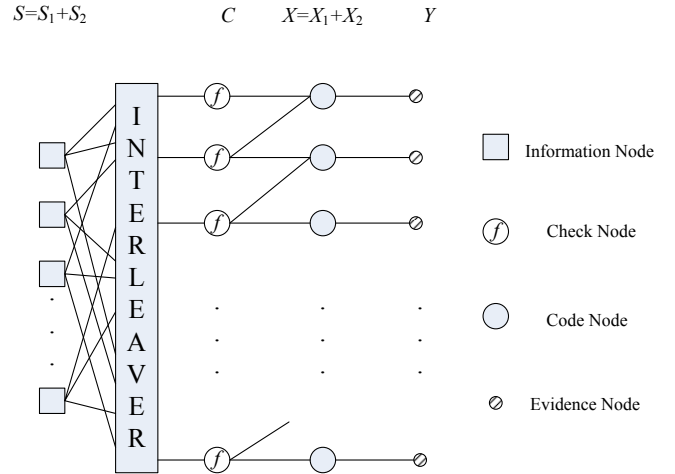 S=S₁+S₂ C X=X₁+X₂ Y
I
N
T
E
R
L
E
A
V
E
R
f
f
f
f
Information Node
f Check Node
Code Node
Evidence Node